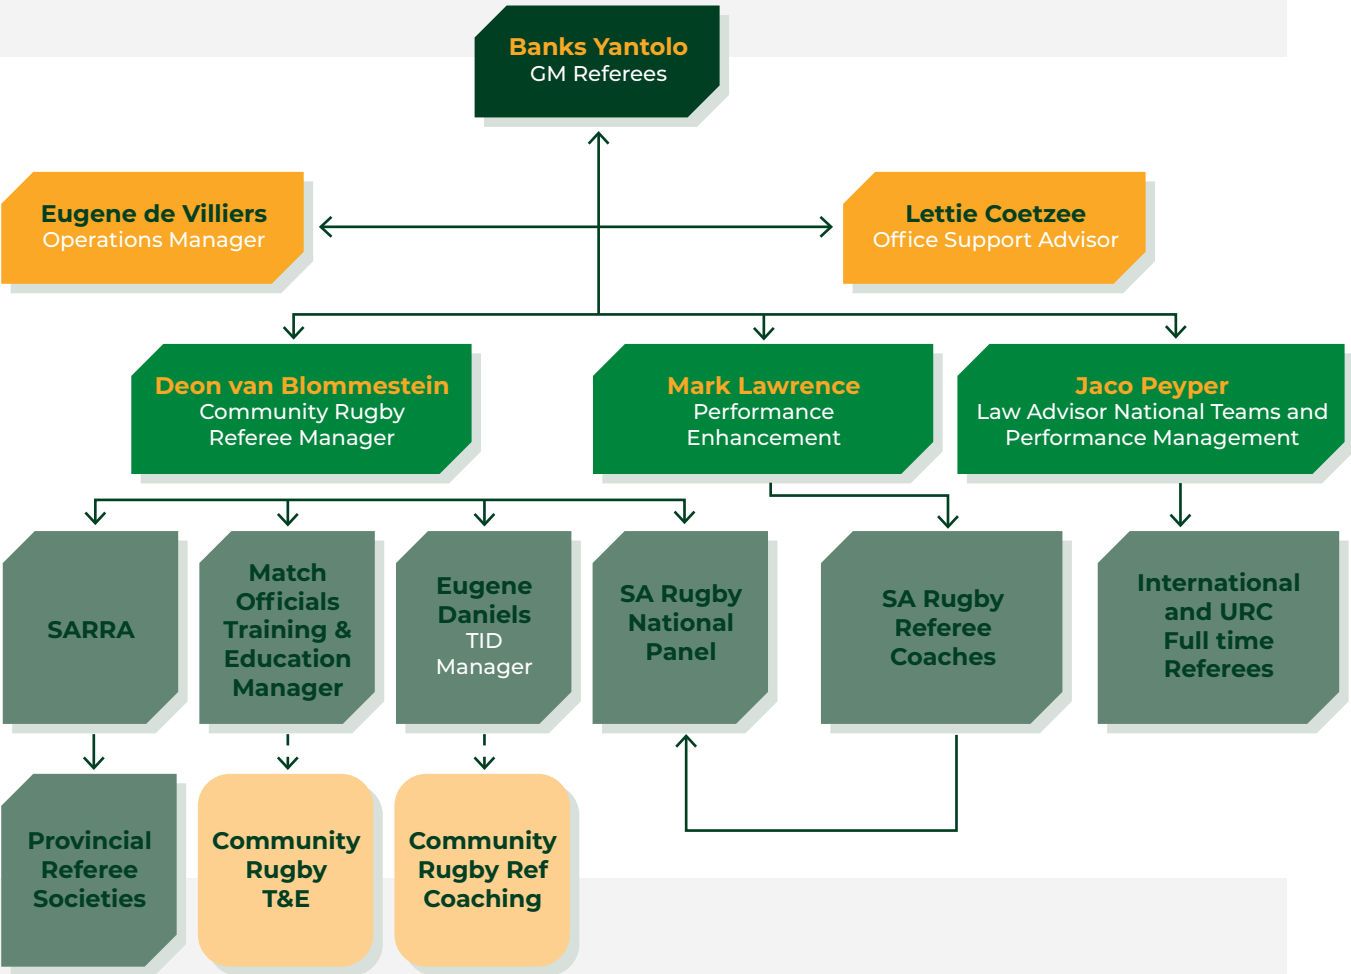 Banks Yantolo
GM Referees
Eugene de Villiers
Operations Manager
Lettie Coetzee
Office Support Advisor
Deon van Blommestein
Community Rugby
Referee Manager
Mark Lawrence
Performance
Enhancement
Jaco Peyper
Law Advisor National Teams and
Performance Management
SARRA
Match
Officials
Training &
Education
Manager
Eugene
Daniels
TID
Manager
SA Rugby
National
Panel
SA Rugby
Referee
Coaches
International
and URC
Full time
Referees
Provincial
Referee
Societies
Community
Rugby
T&E
Community
Rugby Ref
Coaching